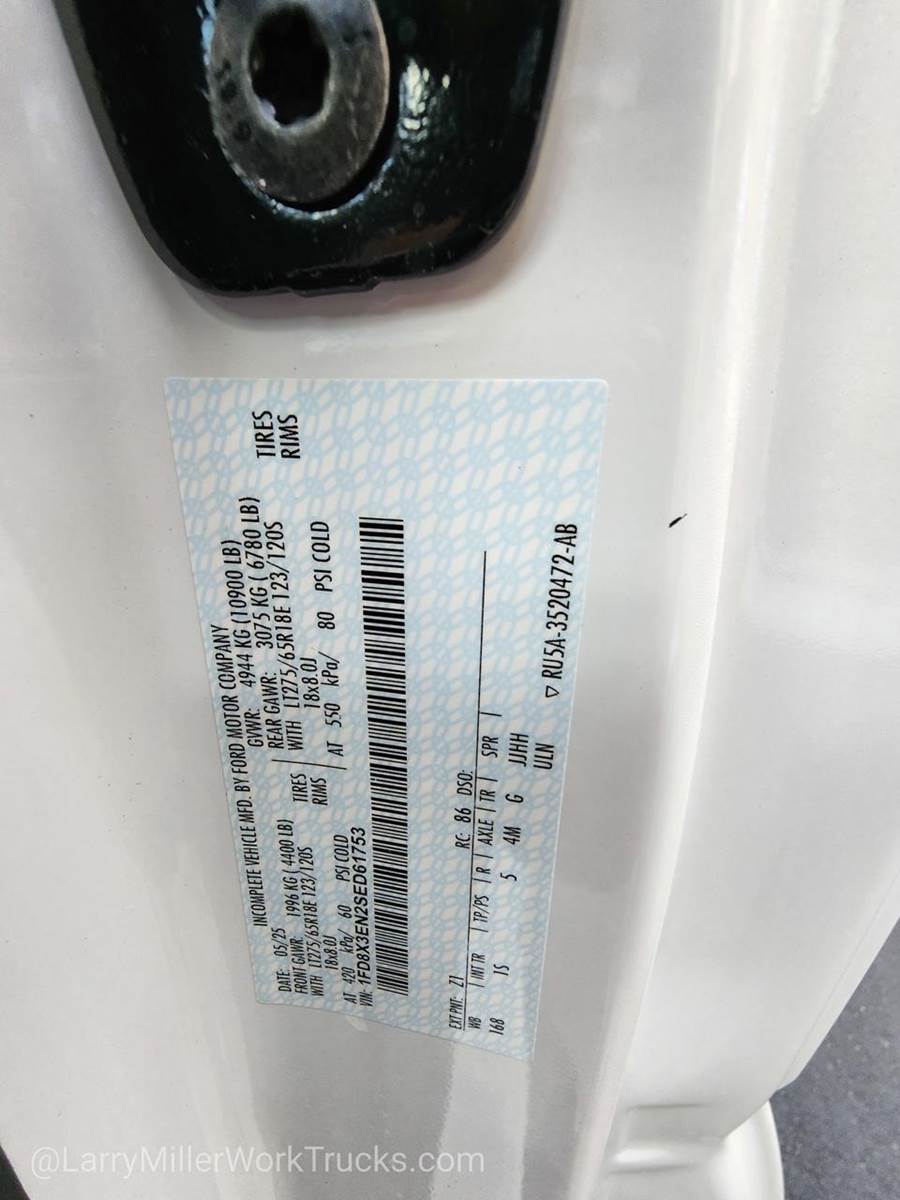 INCOMPLETE VEHICLE MFD. BY FORD MOTOR COMPANY
DATE: 05/25 GVWR: 4944 KG (10900 LB)
FRONT GAWR: 1996 KG (4400 LB) REAR GAWR: 3075 KG ( 6780 LB)
WITH LT275/65R18E 123/120S TIRES WITH LT275/65R18E 123/120S TIRES
18x8.0J RIMS 18x8.0J RIMS
AT 420 kPa/ 60 PSI COLD AT 550 kPa/ 80 PSI COLD
VIN: 1FD8X3EN2SED61753
EXT PNT: Z1 RC: 86 DSO:
WB INT TR TP/PS R AXLE TR SPR
168 1S 5 4M G JJHH
ULN
▽ RU5A-3520472-AB
@LarryMillerWorkTrucks.com